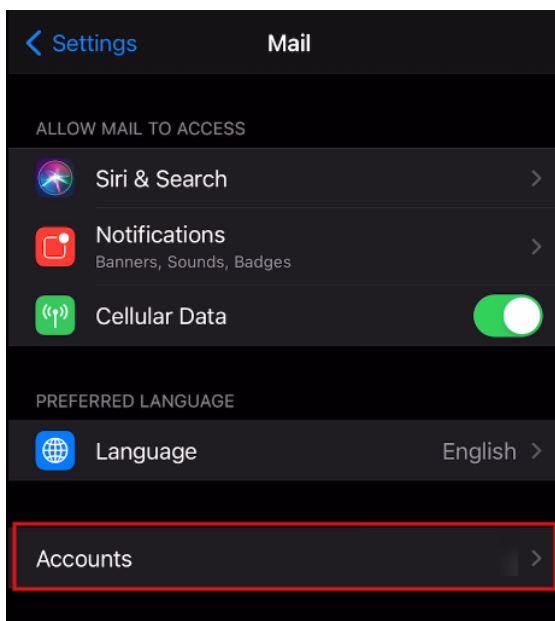 Settings
Mail
ALLOW MAIL TO ACCESS
Siri & Search
Notifications
Banners, Sounds, Badges
Cellular Data
PREFERRED LANGUAGE
Language
English
Accounts